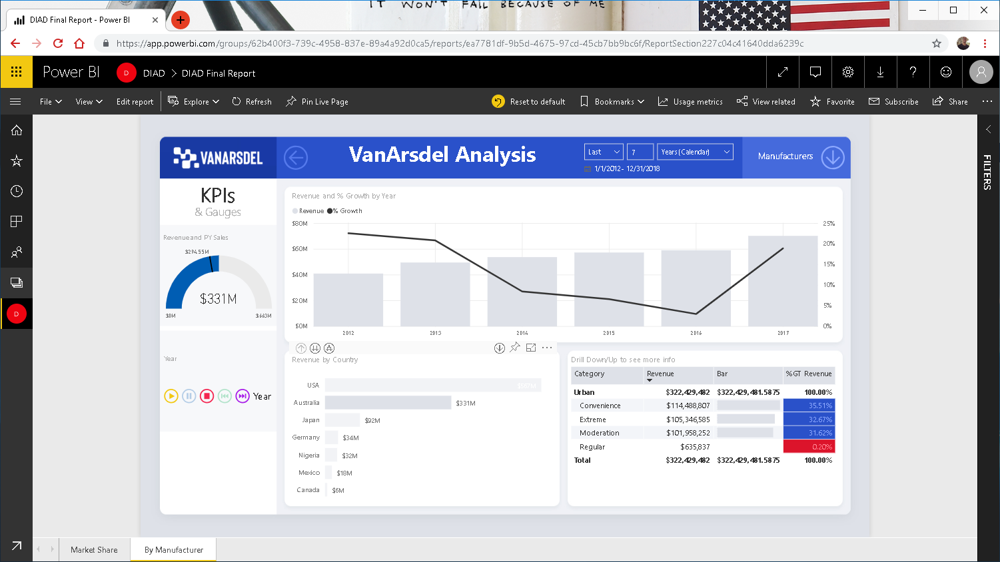 IT WON'T FAIL BECAUSE OF ME
DIAD Final Report - Power BI
https://app.powerbi.com/groups/62b400f3-739c-4958-837e-89a4a92d0ca5/reports/ea7781df-9b5d-4675-97cd-45cb7bb9bc6f/ReportSection227c04c41640dda6239c
Power BI D DIAD > DIAD Final Report
File View Edit report Explore Refresh Pin Live Page Reset to default Bookmarks Usage metrics View related Favorite Subscribe Share
VANARSDEL
VanArsdel Analysis
Last 7 Years (Calendar)
1/1/2012 - 12/31/2018
Manufacturers
FILTERS
KPIs
& Gauges
Revenue and PY Sales
$294.55M
$331M
$0M $663M
Year
Year
D
Revenue and % Growth by Year
Revenue % Growth
$80M 25%
$60M 20%
15%
$40M 10%
$20M 5%
$0M 0%
2012 2013 2014 2015 2016 2017
Revenue by Country
USA $567M
Australia $331M
Japan $92M
Germany $34M
Nigeria $32M
Mexico $18M
Canada $6M
Drill Down/Up to see more info
Category Revenue Bar %GT Revenue
Urban $322,429,482 $322,429,481.5875 100.00%
Convenience $114,488,807 35.51%
Extreme $105,346,585 32.67%
Moderation $101,958,252 31.62%
Regular $635,837 0.20%
Total $322,429,482 $322,429,481.5875 100.00%
Market Share By Manufacturer